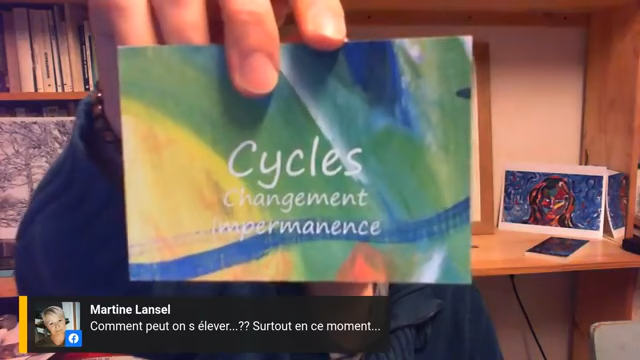 Cycles
Changement
Impermanence
Martine Lansel
Comment peut on s élever...?? Surtout en ce moment...